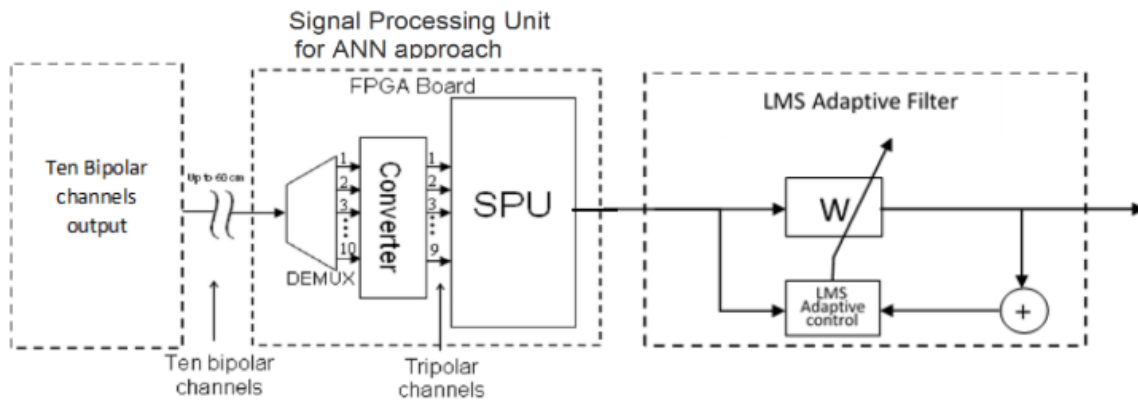 Signal Processing Unit
for ANN approach
FPGA Board
LMS Adaptive Filter
Ten Bipolar
channels
output
Up to 60 cm
1
2
3
10
DEMUX
Converter
1
2
3
9
SPU
W
LMS
Adaptive
control
+
Ten bipolar
channels
Tripolar
channels